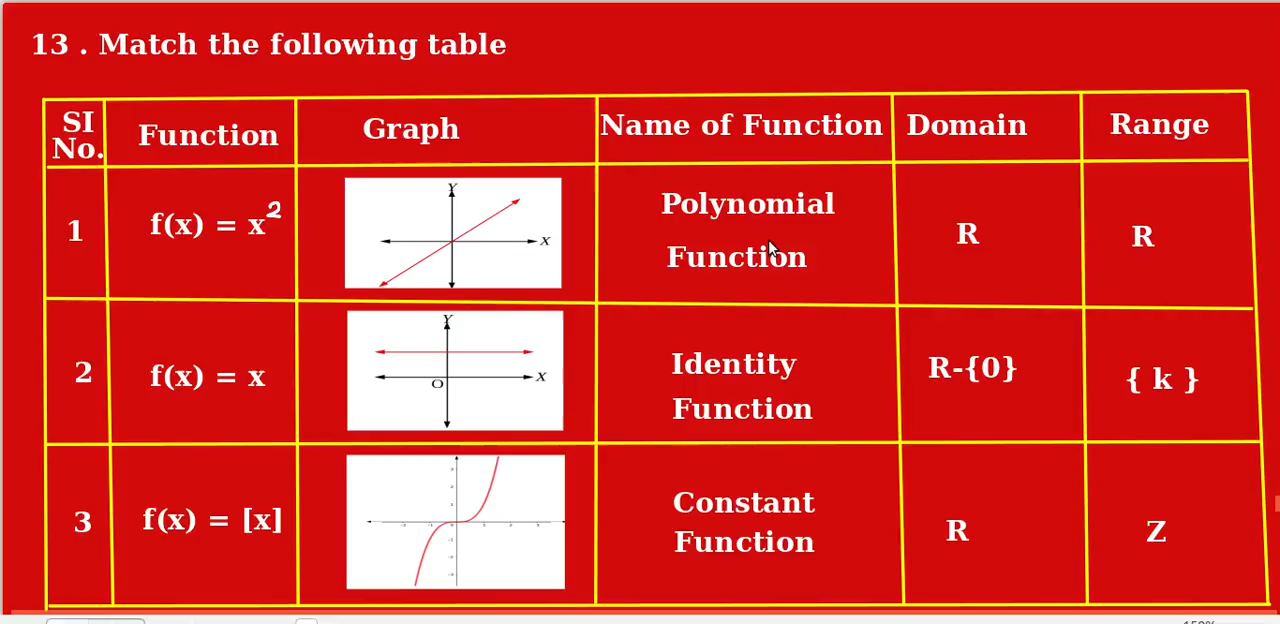 13 . Match the following table
SI No. Function Graph Name of Function Domain Range
1 f(x) = x² Y X Polynomial Function R R
2 f(x) = x Y O X Identity Function R-{0} { k }
3 f(x) = [x] Constant Function R Z